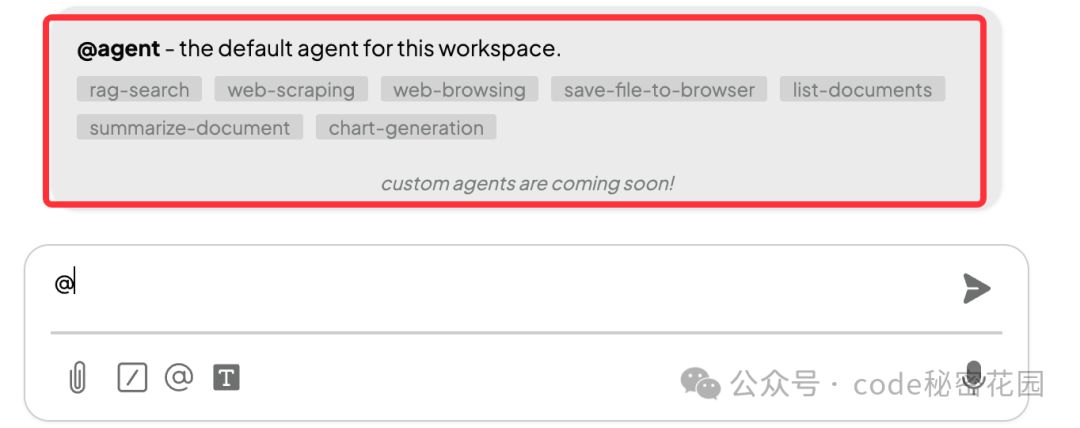 @agent - the default agent for this workspace.
rag-search web-scraping web-browsing save-file-to-browser list-documents
summarize-document chart-generation
custom agents are coming soon!
@
公众号 · code秘密花园